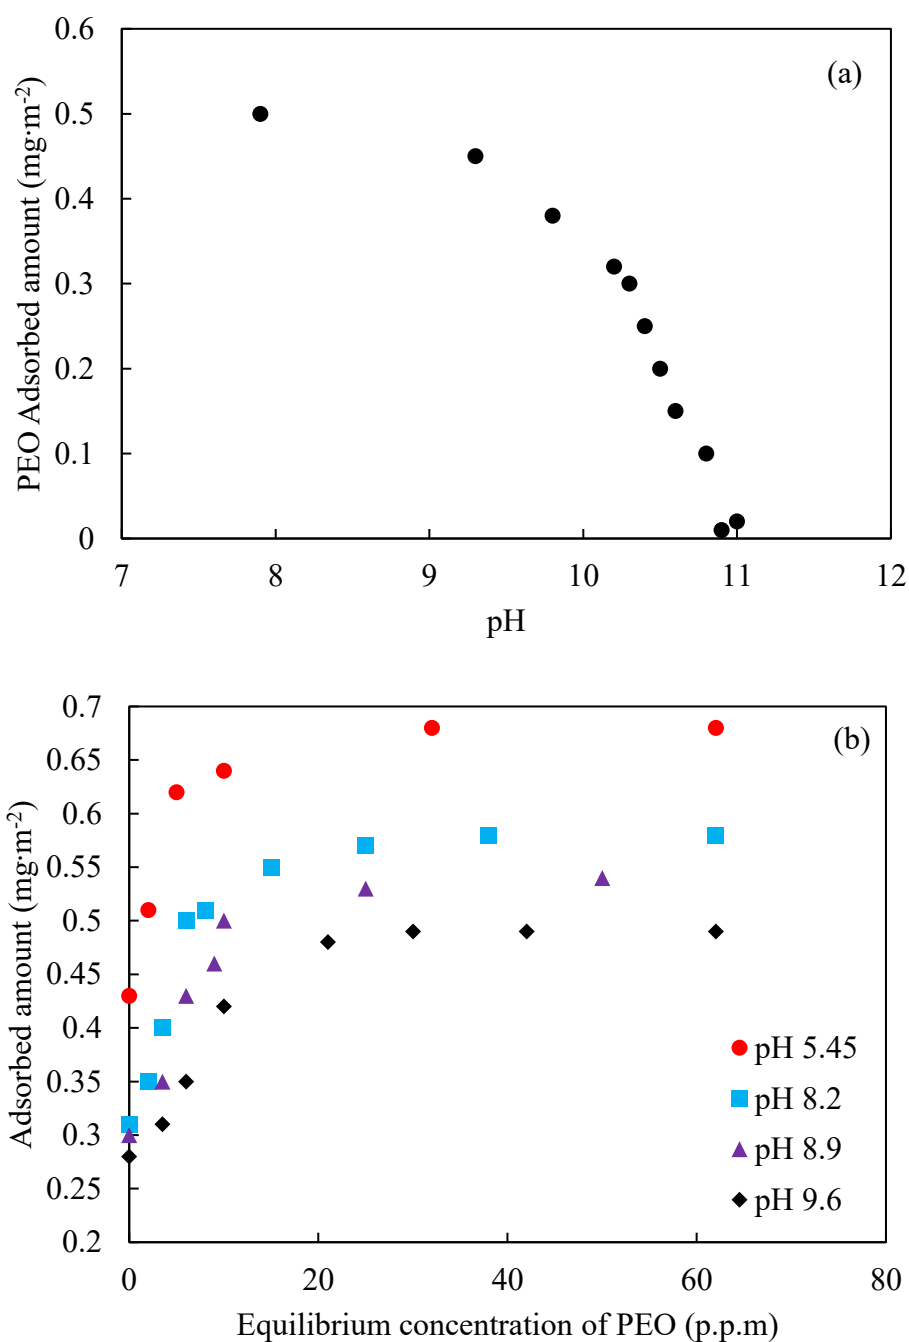 (a)
PEO Adsorbed amount (mg·m-2)
0.6
0.5
0.4
0.3
0.2
0.1
0
7 8 9 10 11 12
pH
(b)
Adsorbed amount (mg·m-2)
0.7
0.65
0.6
0.55
0.5
0.45
0.4
0.35
0.3
0.25
0.2
pH 5.45
pH 8.2
pH 8.9
pH 9.6
0 20 40 60 80
Equilibrium concentration of PEO (p.p.m)